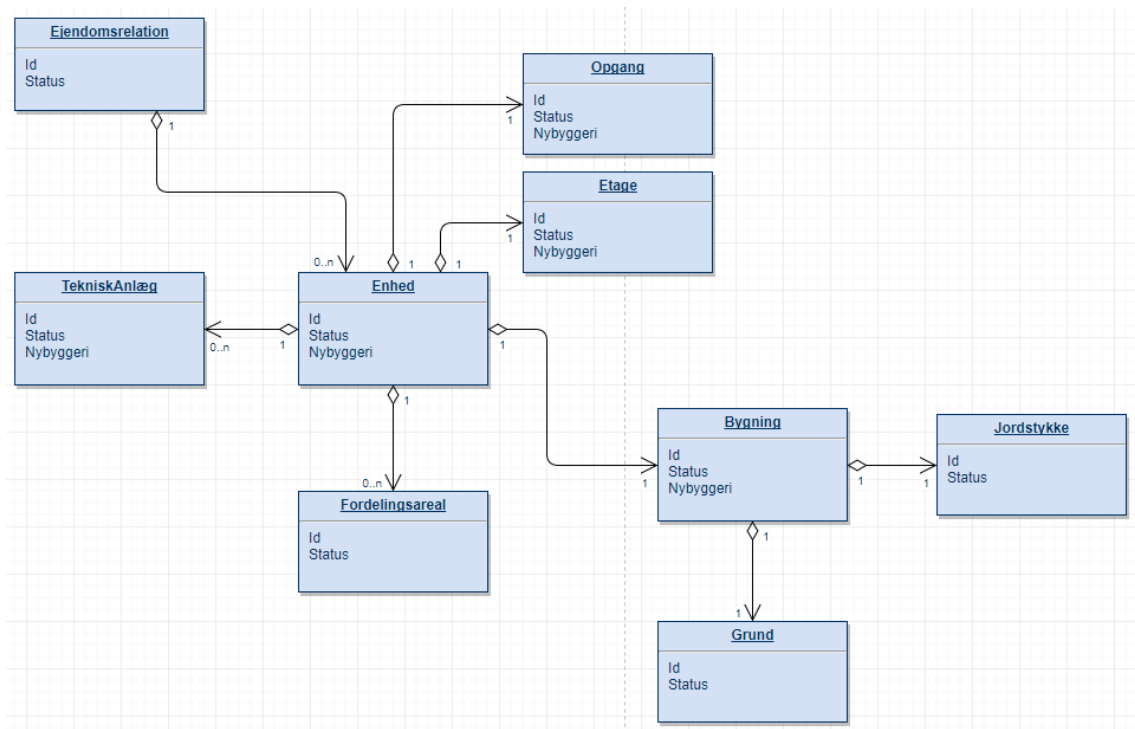 Ejendomsrelation
Id
Status
1
Opgang
Id
Status
Nybyggeri
1
Etage
Id
Status
Nybyggeri
1
0..n
1
1
TekniskAnlæg
Id
Status
Nybyggeri
0..n
1
Enhed
Id
Status
Nybyggeri
1
1
0..n
Fordelingsareal
Id
Status
Bygning
Id
Status
Nybyggeri
1
1
1
1
Jordstykke
Id
Status
1
Grund
Id
Status